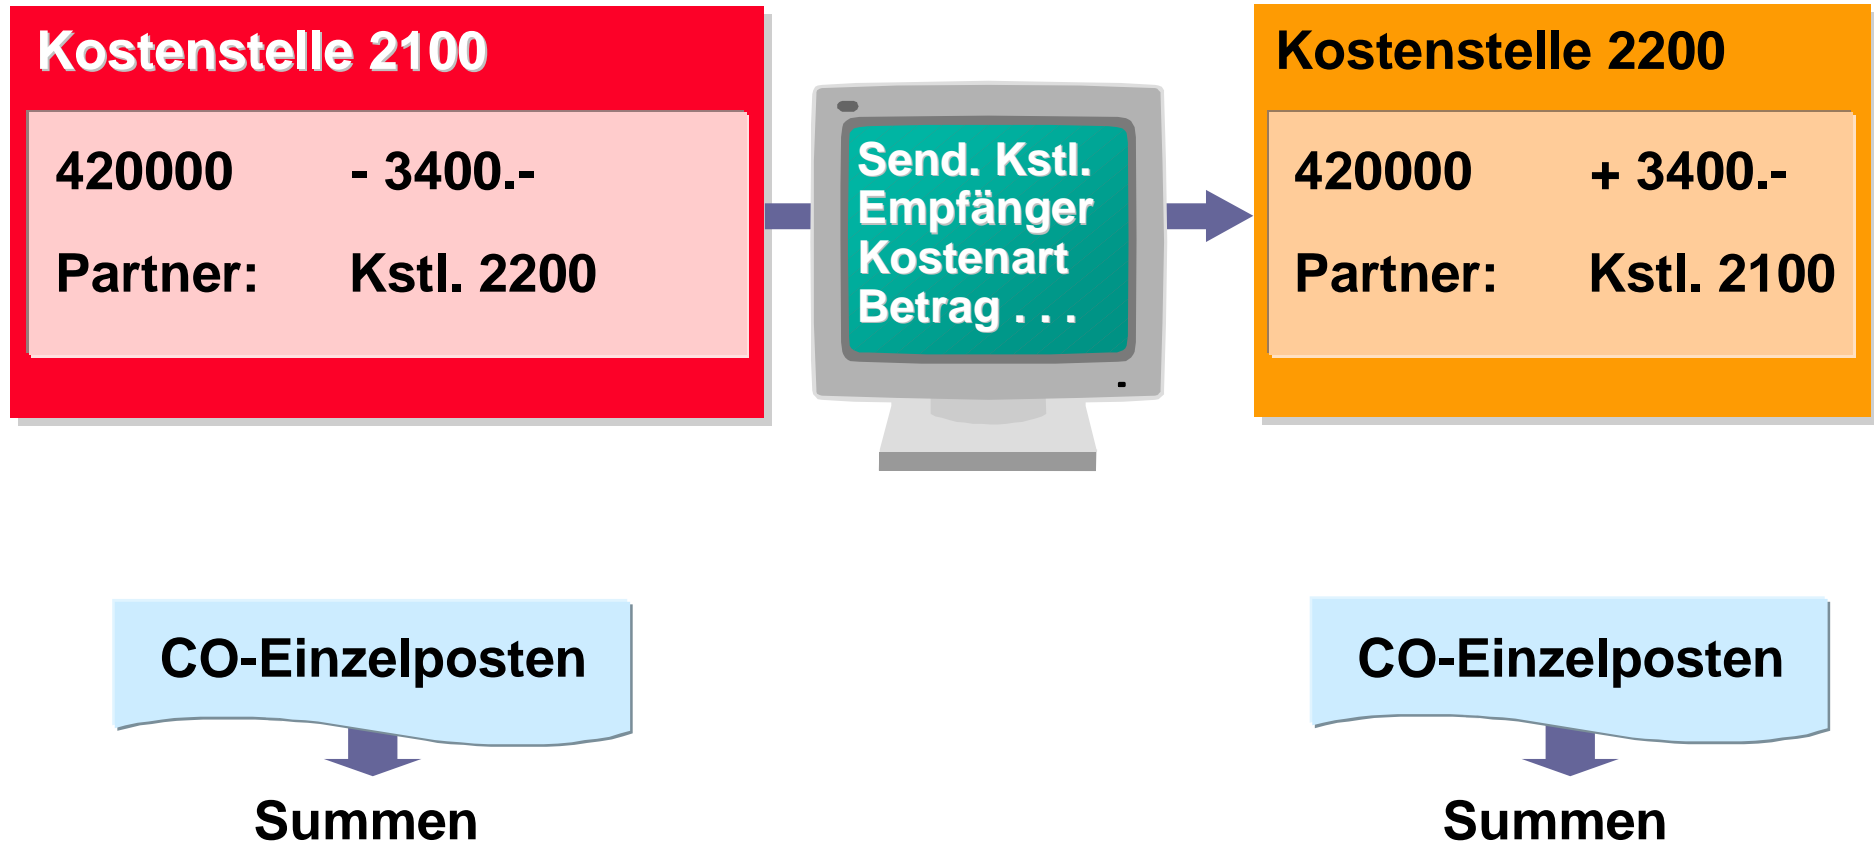 Kostenstelle 2100
420000 - 3400.-
Partner: Kstl. 2200
Send. Kstl.
Empfänger
Kostenart
Betrag . . .
Kostenstelle 2200
420000 + 3400.-
Partner: Kstl. 2100
CO-Einzelposten
Summen
CO-Einzelposten
Summen